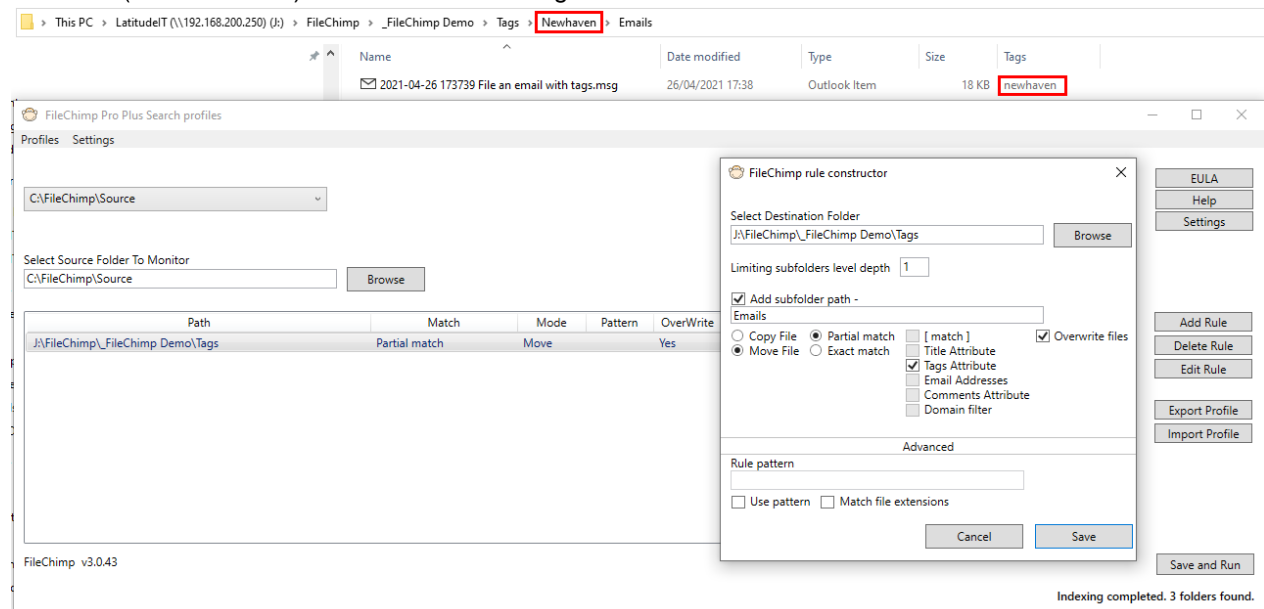 This PC > LatitudeIT (\\192.168.200.250) (J:) > FileChimp > _FileChimp Demo > Tags > Newhaven > Emails
Name Date modified Type Size Tags
2021-04-26 173739 File an email with tags.msg 26/04/2021 17:38 Outlook Item 18 KB newhaven
FileChimp Pro Plus Search profiles
Profiles Settings
C:\FileChimp\Source
Select Source Folder To Monitor
C:\FileChimp\Source Browse
Path Match Mode Pattern OverWrite
J:\FileChimp\_FileChimp Demo\Tags Partial match Move Yes
FileChimp rule constructor
Select Destination Folder
J:\FileChimp\_FileChimp Demo\Tags Browse
Limiting subfolders level depth 1
Add subfolder path -
Emails
Copy File Partial match [ match ] Overwrite files
Move File Exact match Title Attribute
Tags Attribute
Email Addresses
Comments Attribute
Domain filter
Advanced
Rule pattern
Use pattern Match file extensions
Cancel Save
EULA
Help
Settings
Add Rule
Delete Rule
Edit Rule
Export Profile
Import Profile
FileChimp v3.0.43
Save and Run
Indexing completed. 3 folders found.